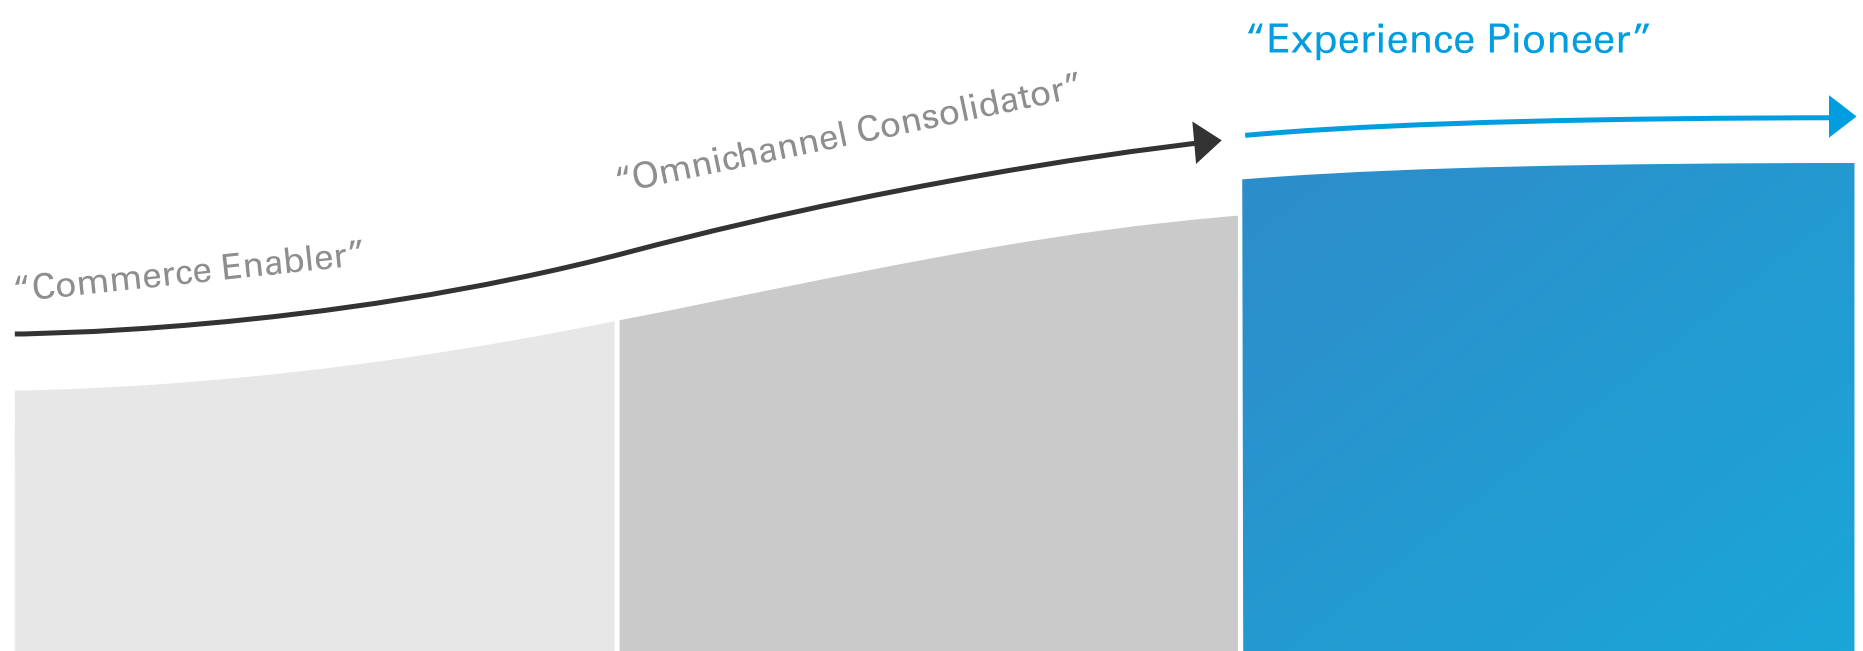 “Commerce Enabler”
“Omnichannel Consolidator”
“Experience Pioneer”